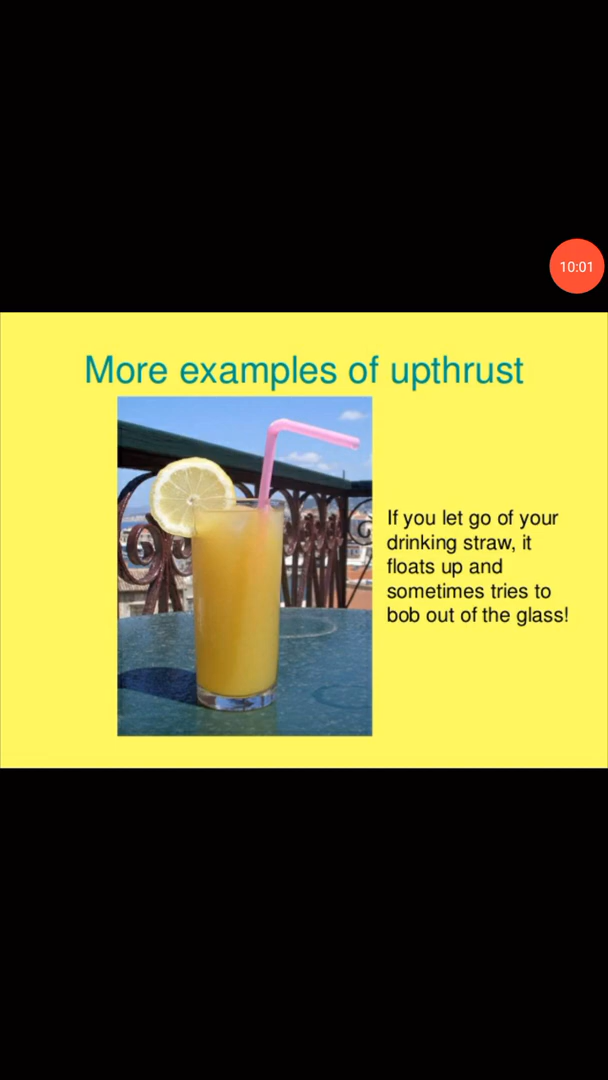 10:01
More examples of upthrust
If you let go of your
drinking straw, it
floats up and
sometimes tries to
bob out of the glass!